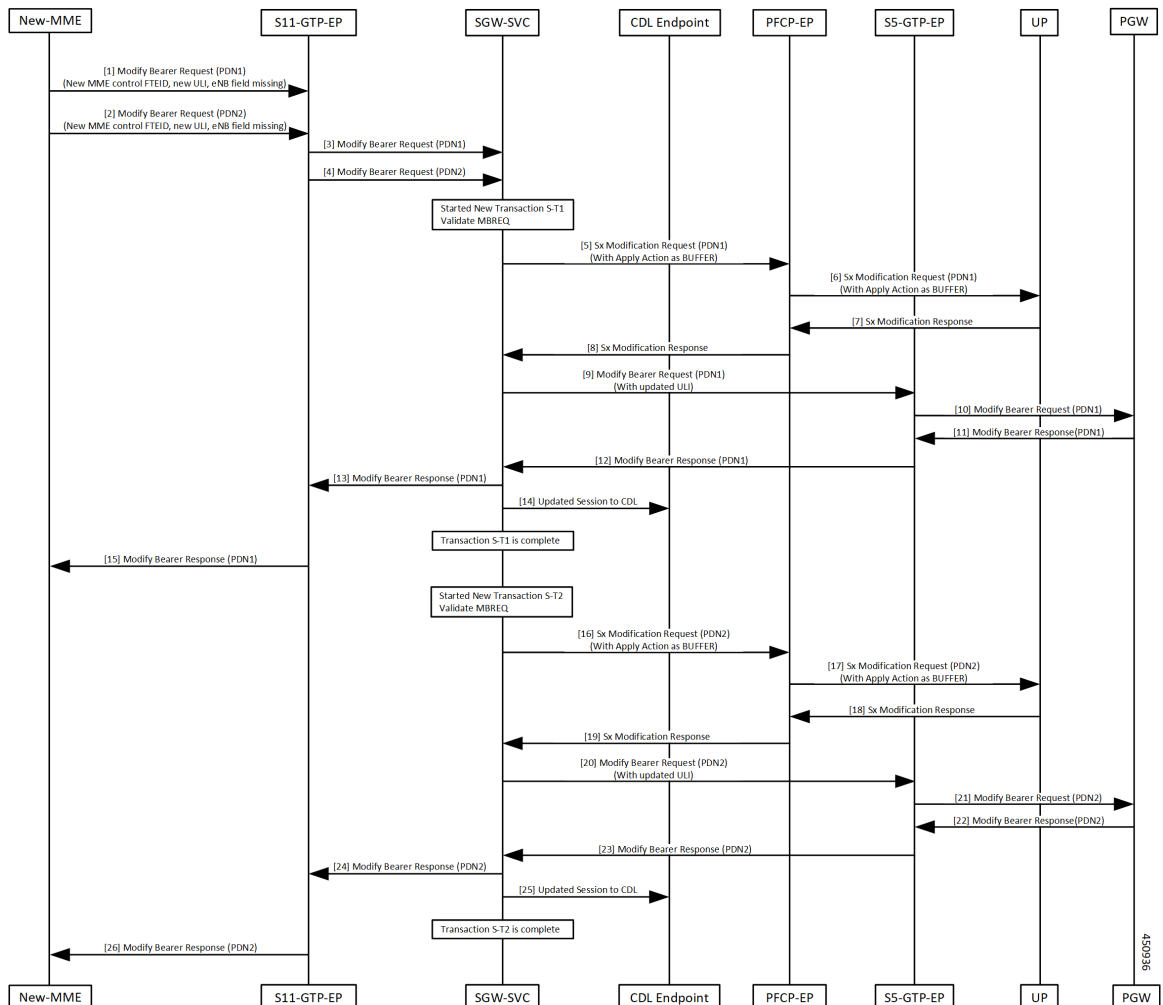 New-MME
S11-GTP-EP
SGW-SVC
CDL Endpoint
PFCP-EP
S5-GTP-EP
UP
PGW
[1] Modify Bearer Request (PDN1)
(New MME control FTEID, new ULI, eNB field missing)
[2] Modify Bearer Request (PDN2)
(New MME control FTEID, new ULI, eNB field missing)
[3] Modify Bearer Request (PDN1)
[4] Modify Bearer Request (PDN2)
Started New Transaction S-T1
Validate MBREQ
[5] Sx Modification Request (PDN1)
(With Apply Action as BUFFER)
[6] Sx Modification Request (PDN1)
(With Apply Action as BUFFER)
[7] Sx Modification Response
[8] Sx Modification Response
[9] Modify Bearer Request (PDN1)
(With updated ULI)
[10] Modify Bearer Request (PDN1)
[11] Modify Bearer Response(PDN1)
[12] Modify Bearer Response (PDN1)
[13] Modify Bearer Response (PDN1)
[14] Updated Session to CDL
Transaction S-T1 is complete
[15] Modify Bearer Response (PDN1)
Started New Transaction S-T2
Validate MBREQ
[16] Sx Modification Request (PDN2)
(With Apply Action as BUFFER)
[17] Sx Modification Request (PDN2)
(With Apply Action as BUFFER)
[18] Sx Modification Response
[19] Sx Modification Response
[20] Modify Bearer Request (PDN2)
(With updated ULI)
[21] Modify Bearer Request (PDN2)
[22] Modify Bearer Response(PDN2)
[23] Modify Bearer Response (PDN2)
[24] Modify Bearer Response (PDN2)
[25] Updated Session to CDL
Transaction S-T2 is complete
[26] Modify Bearer Response (PDN2)
450936
New-MME
S11-GTP-EP
SGW-SVC
CDL Endpoint
PFCP-EP
S5-GTP-EP
UP
PGW